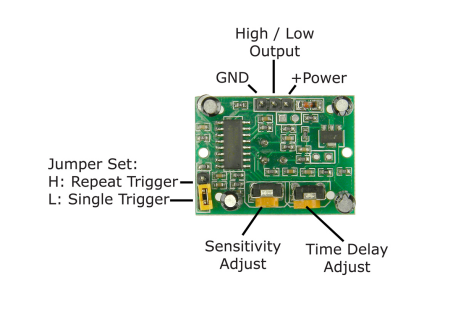 High / Low
Output
GND
+Power
Jumper Set:
H: Repeat Trigger
L: Single Trigger
Sensitivity
Adjust
Time Delay
Adjust